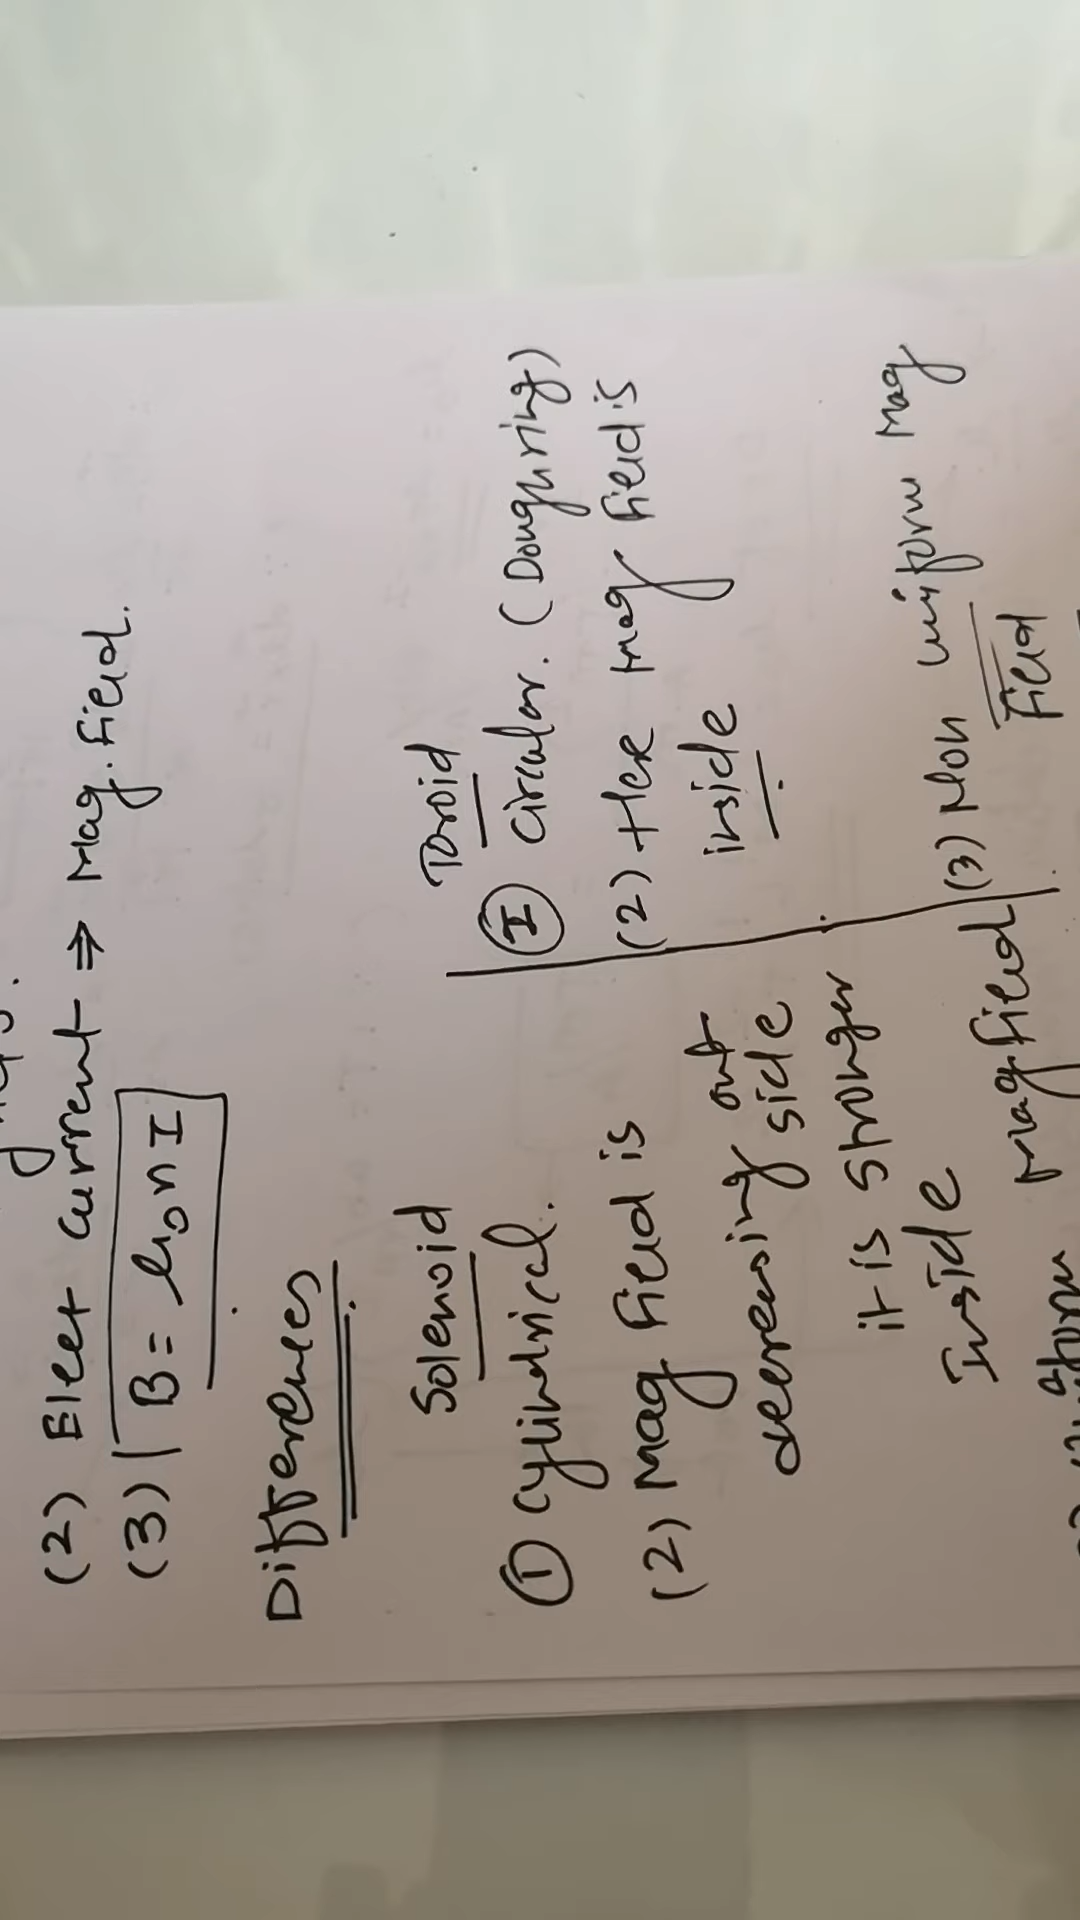 (2) Elect current ⇒ Mag. field.
(3) B = μ₀ n I
Differences
Solenoid
① Cylindrical.
(2) Mag field is
decreasing out
side
it is stronger
Inside
mag field
Toroid
Ⓘ Circular. (Dough ring)
(2) Here mag field is
inside
(3) Non uniform Mag
Field